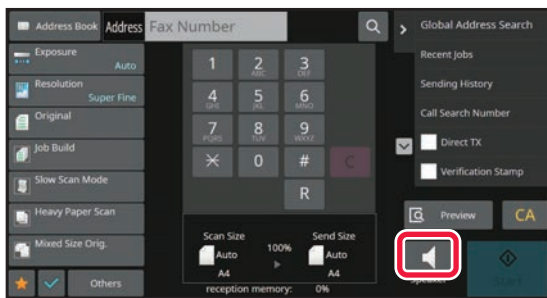 Address Book
Address
Fax Number
Global Address Search
Exposure
Auto
Recent Jobs
Resolution
Super Fine
Sending History
Original
Call Search Number
Job Build
Direct TX
Slow Scan Mode
Verification Stamp
Heavy Paper Scan
Preview
CA
Mixed Size Orig.
Others
1
2
ABC
3
DEF
4
GHI
5
JKL
6
MNO
7
PQRS
8
TUV
9
WXYZ
0
#
C
R
Scan Size
Send Size
Auto
100%
Auto
A4
A4
reception memory: 0%
Speaker
Start